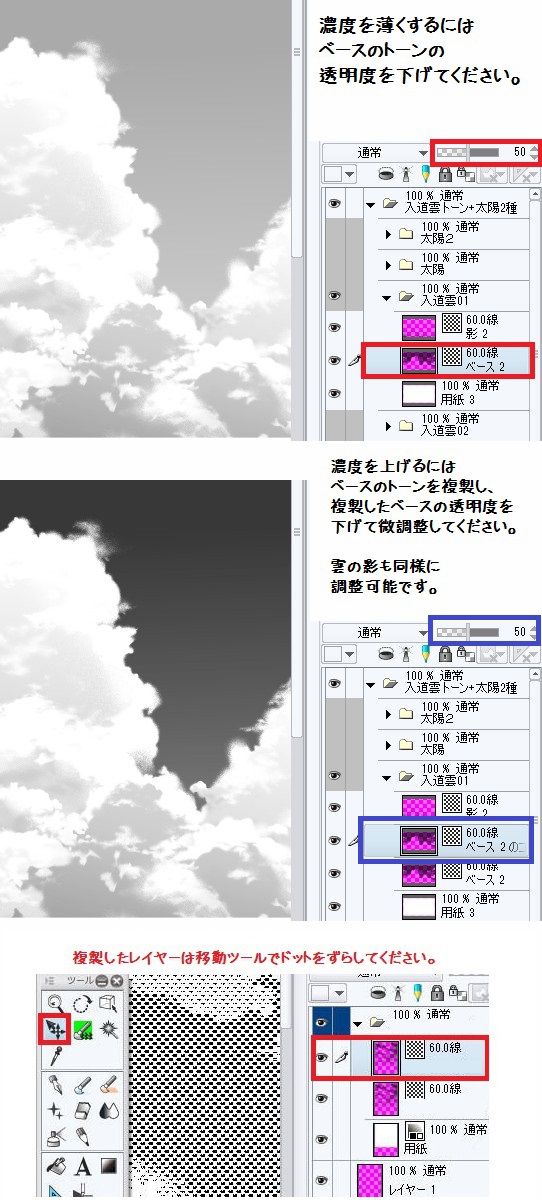 濃度を薄くするには
ベースのトーンの
透明度を下げてください。
通常
50
100 % 通常
入道雲トーン+太陽2種
100 % 通常
太陽2
100 % 通常
太陽
100 % 通常
入道雲01
60.0線
影 2
60.0線
ベース 2
100 % 通常
用紙 3
100 % 通常
入道雲02
濃度を上げるには
ベースのトーンを複製し、
複製したベースの透明度を
下げて微調整してください。
雲の影も同様に
調整可能です。
通常
50
100 % 通常
入道雲トーン+太陽2種
100 % 通常
太陽2
100 % 通常
太陽
100 % 通常
入道雲01
60.0線
影 2
60.0線
ベース 2 のコ
60.0線
ベース 2
100 % 通常
用紙 3
複製したレイヤーは移動ツールでドットをずらしてください。
ツール
100 % 通常
60.0線
60.0線
100 % 通常
用紙
A
100 % 通常
レイヤー 1